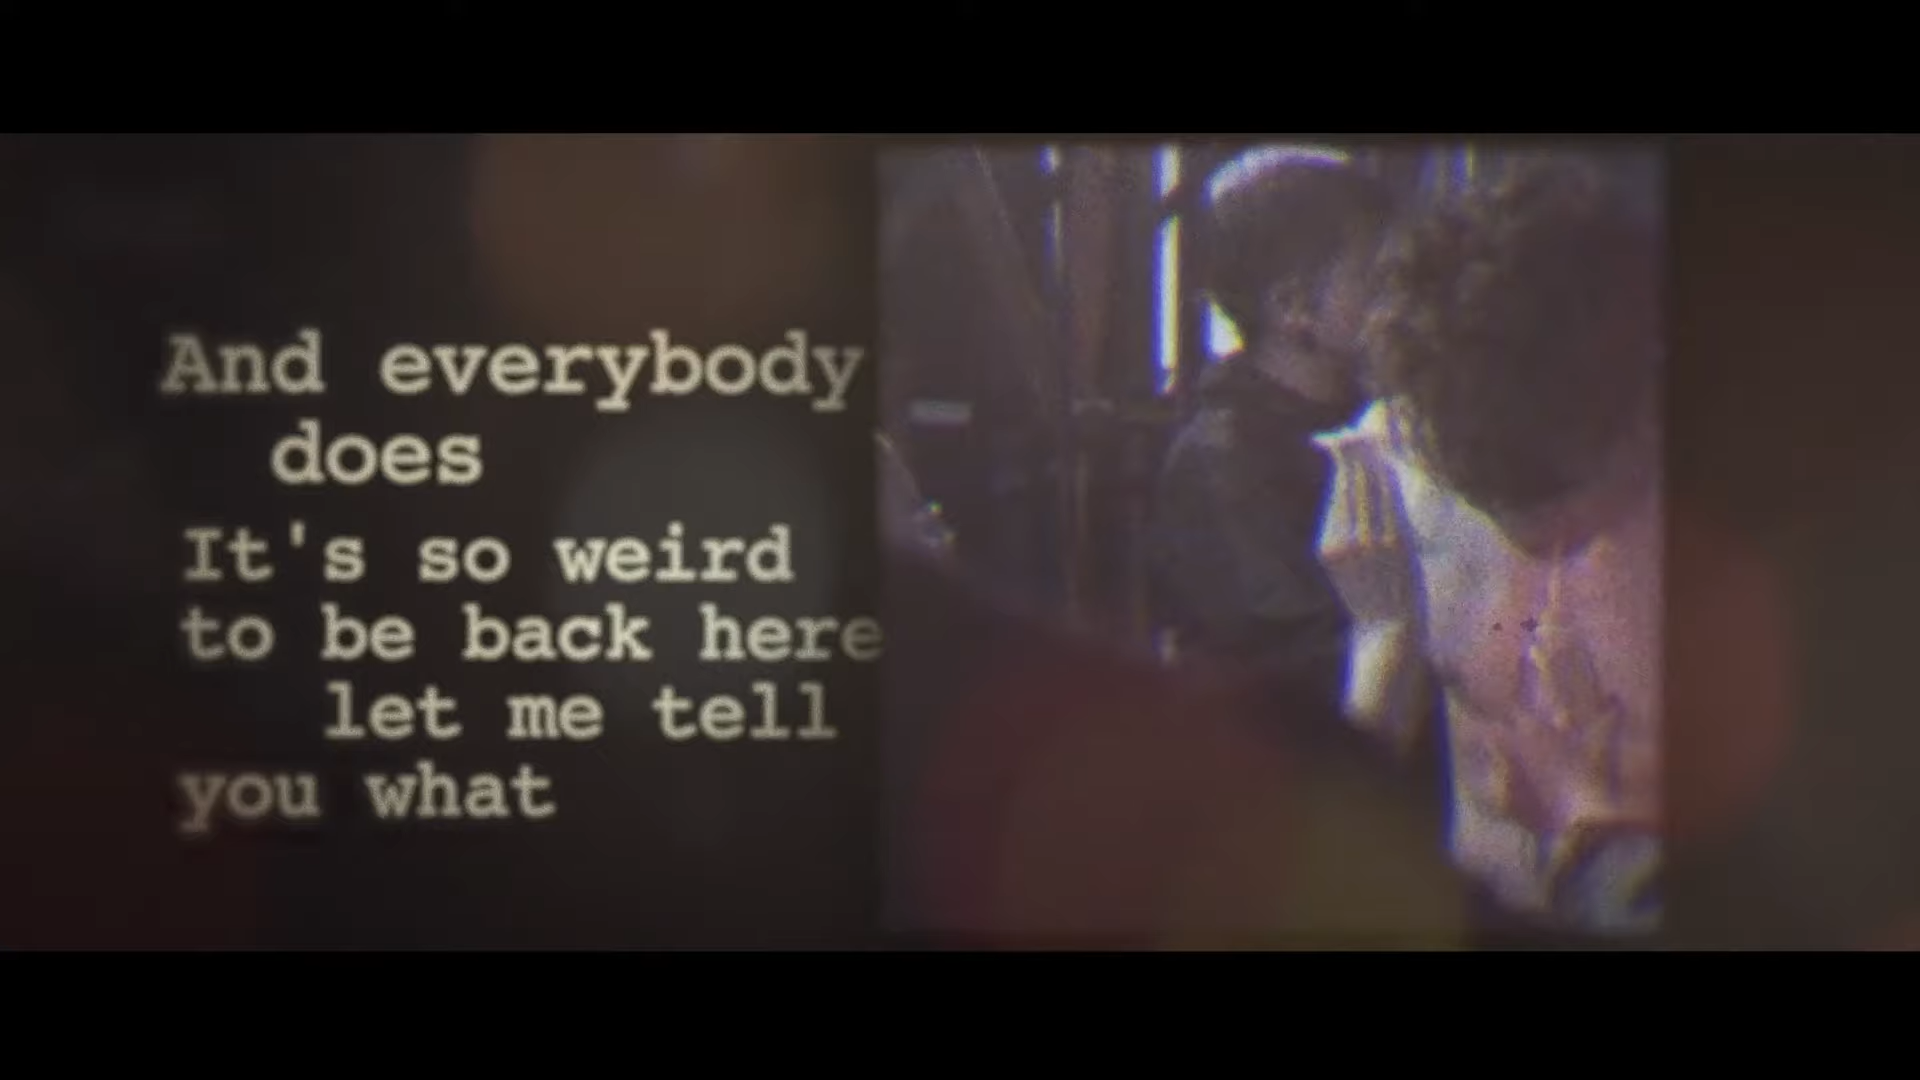 And everybody
does
It's so weird
to be back here
let me tell
you what